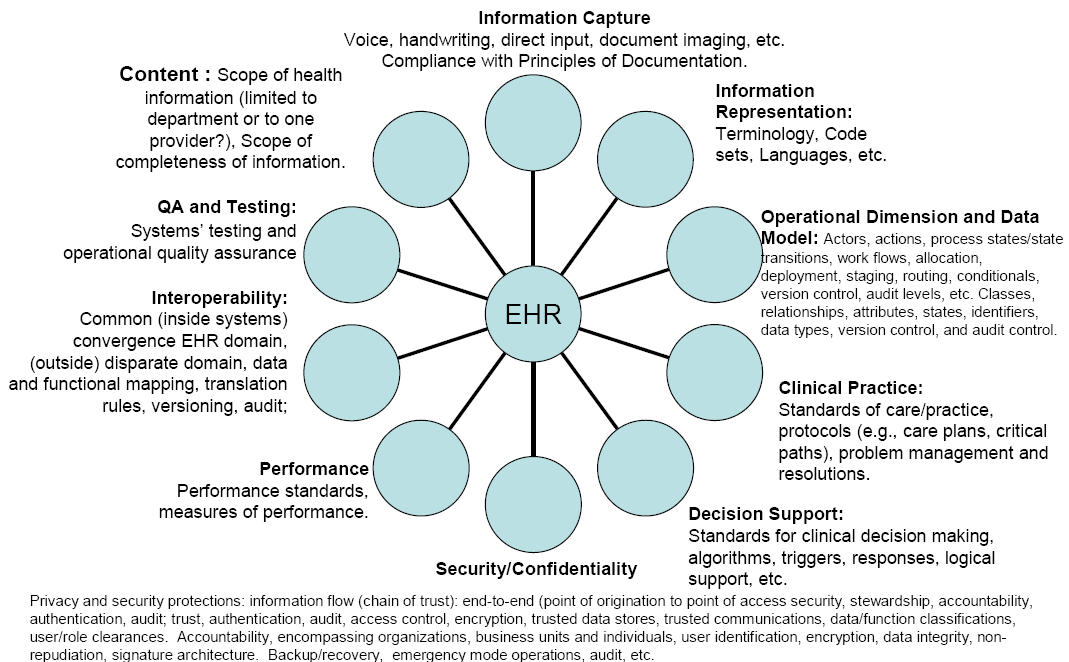 Information Capture
Voice, handwriting, direct input, document imaging, etc.
Compliance with Principles of Documentation.
Content : Scope of health
information (limited to
department or to one
provider?), Scope of
completeness of information.
Information
Representation:
Terminology, Code
sets, Languages, etc.
QA and Testing:
Systems’ testing and
operational quality assurance
Operational Dimension and Data
Model: Actors, actions, process states/state
transitions, work flows, allocation,
deployment, staging, routing, conditionals,
version control, audit levels, etc. Classes,
relationships, attributes, states, identifiers,
data types, version control, and audit control.
Interoperability:
Common (inside systems)
convergence EHR domain,
(outside) disparate domain, data
and functional mapping, translation
rules, versioning, audit;
EHR
Clinical Practice:
Standards of care/practice,
protocols (e.g., care plans, critical
paths), problem management and
resolutions.
Performance
Performance standards,
measures of performance.
Decision Support:
Standards for clinical decision making,
algorithms, triggers, responses, logical
support, etc.
Security/Confidentiality
Privacy and security protections: information flow (chain of trust): end-to-end (point of origination to point of access security, stewardship, accountability,
authentication, audit; trust, authentication, audit, access control, encryption, trusted data stores, trusted communications, data/function classifications,
user/role clearances.  Accountability, encompassing organizations, business units and individuals, user identification, encryption, data integrity, non-
repudiation, signature architecture.  Backup/recovery,  emergency mode operations, audit, etc.